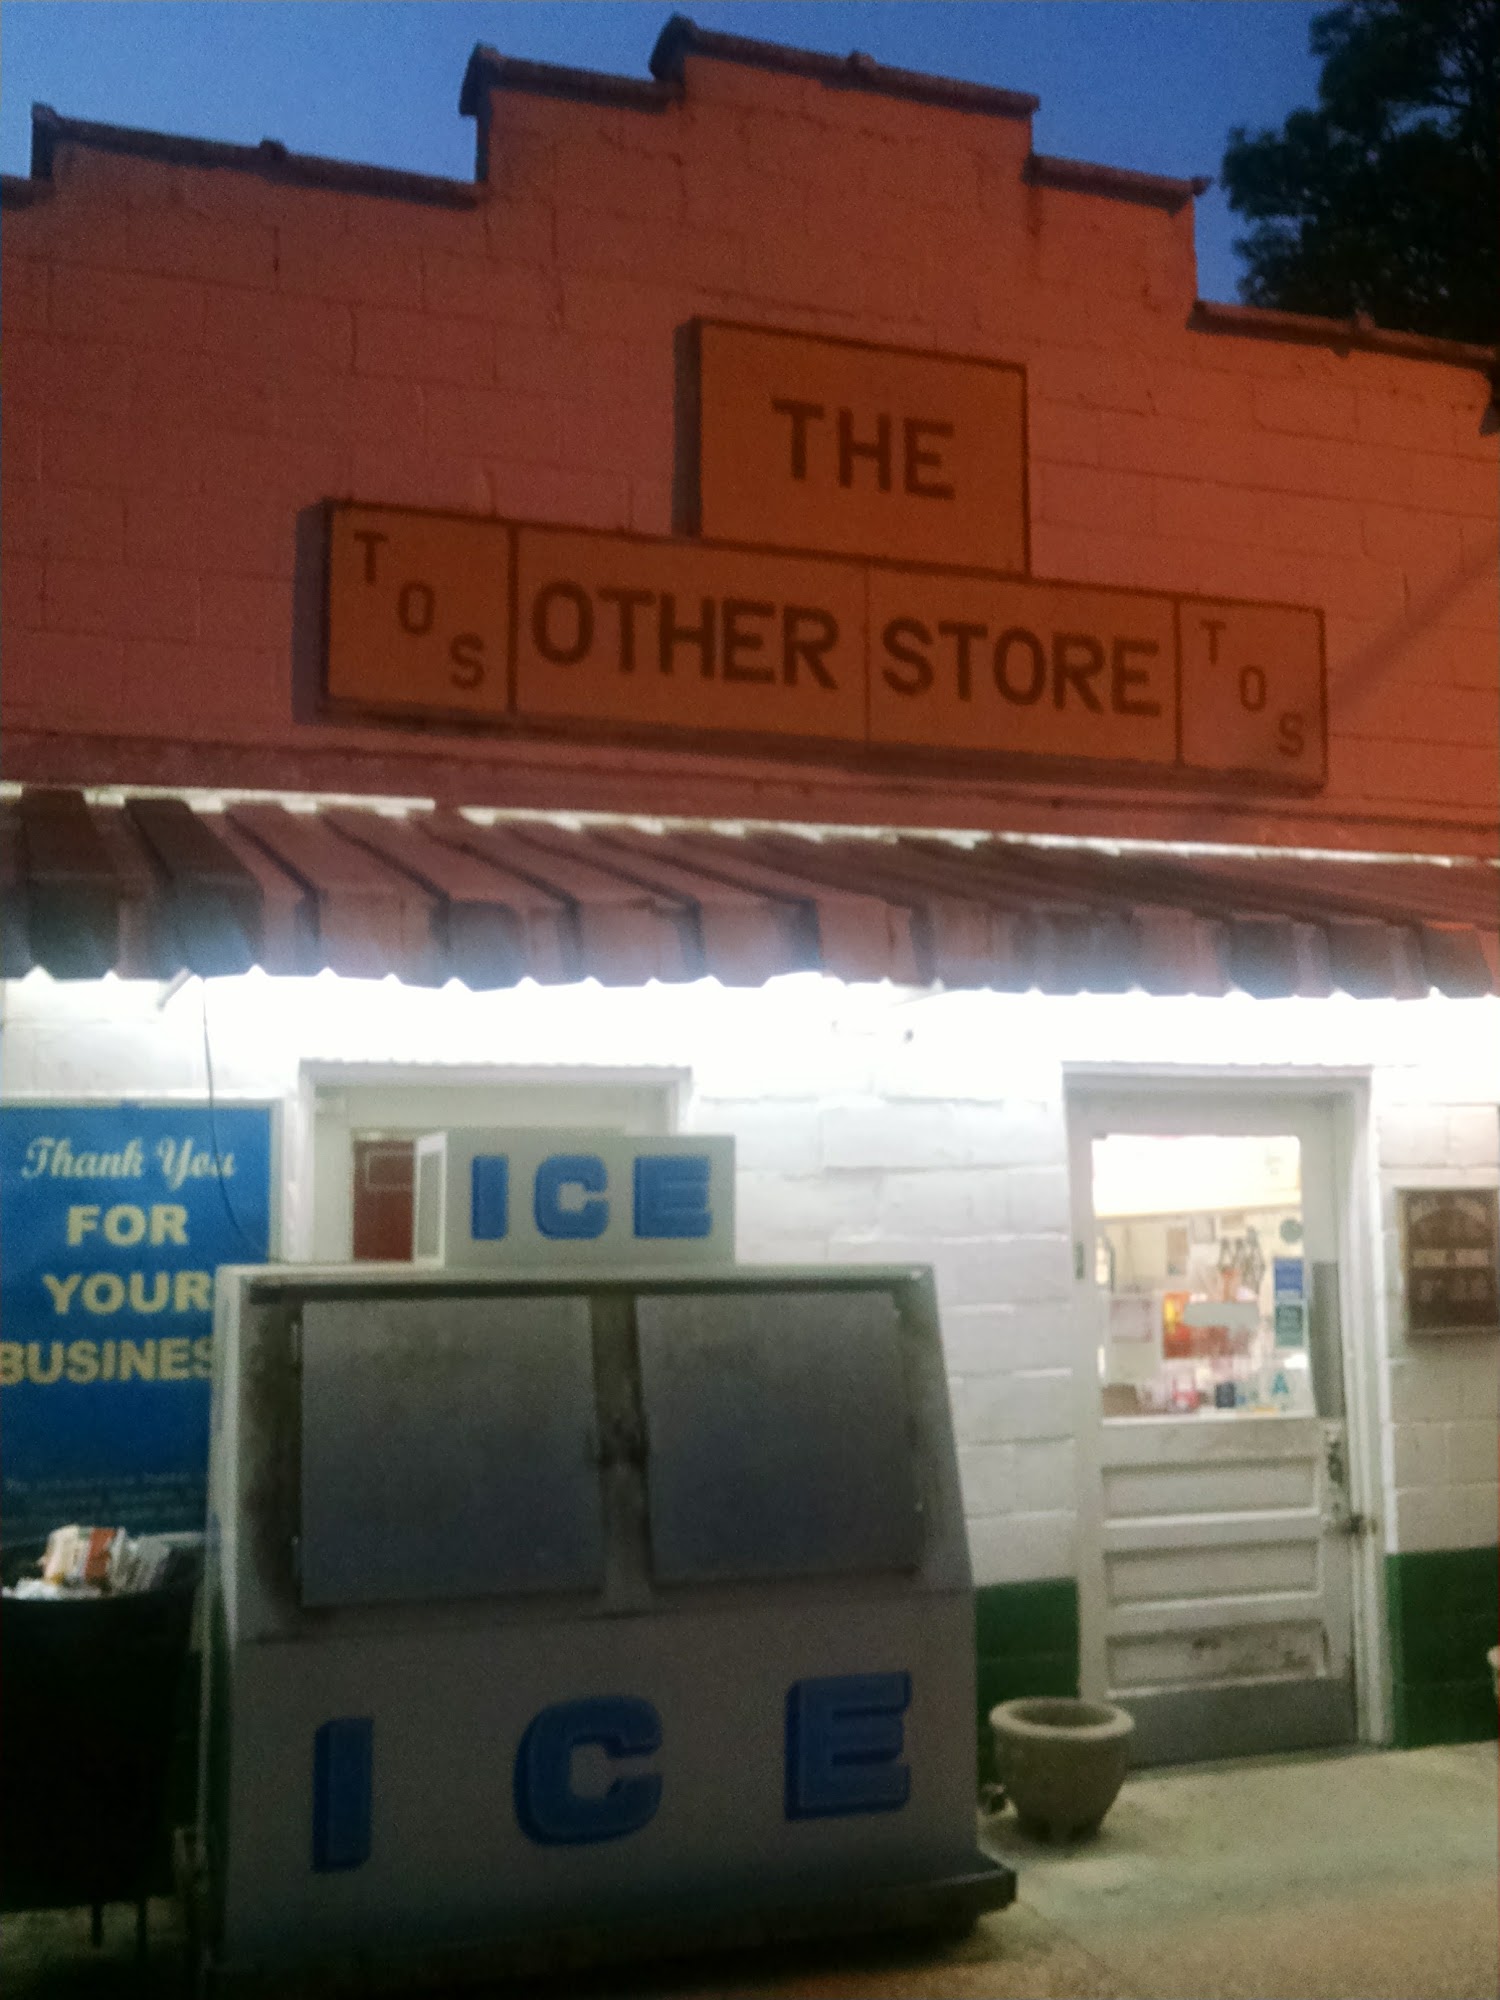 THE
TOS OTHER STORE TOS
Thank You
FOR
YOUR
BUSINES
ICE
ICE
A